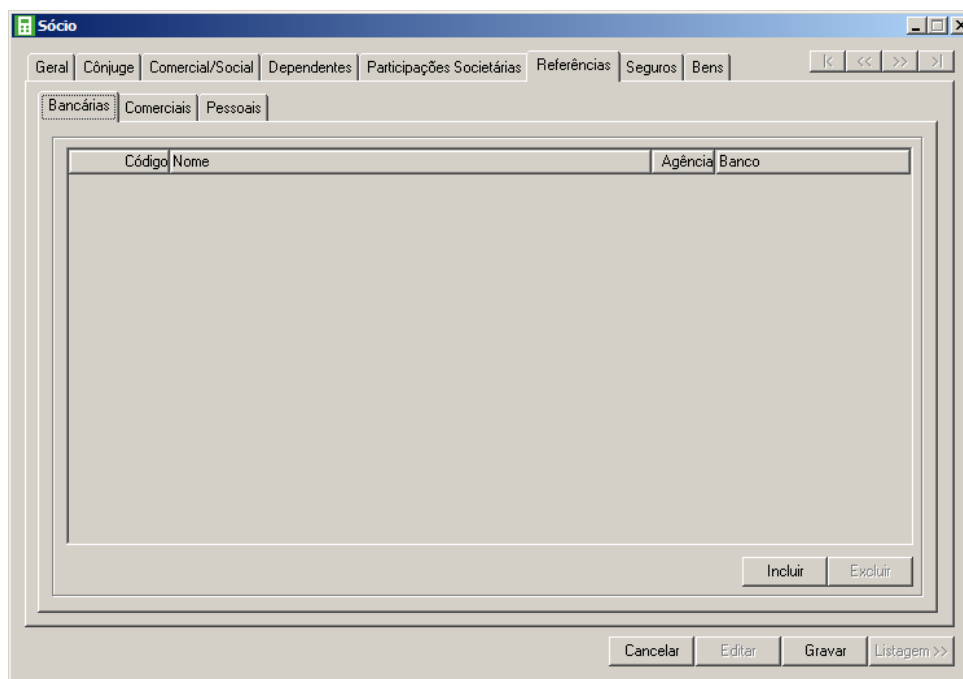 Sócio
Geral Cônjuge Comercial/Social Dependentes Participações Societárias Referências Seguros Bens |< << >> >|
Bancárias Comerciais Pessoais
Código Nome Agência Banco
Incluir Excluir
Cancelar Editar Gravar Listagem >>